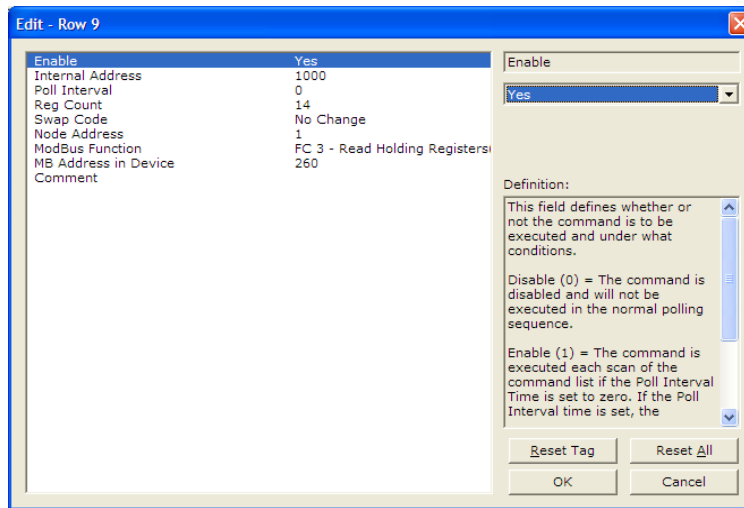 Edit - Row 9
Enable Yes
Internal Address 1000
Poll Interval 0
Reg Count 14
Swap Code No Change
Node Address 1
ModBus Function FC 3 - Read Holding Registers(
MB Address in Device 260
Comment
Enable
Yes
Definition:
This field defines whether or
not the command is to be
executed and under what
conditions.
Disable (0) = The command is
disabled and will not be
executed in the normal polling
sequence.
Enable (1) = The command is
executed each scan of the
command list if the Poll Interval
Time is set to zero. If the Poll
Interval time is set, the
Reset Tag Reset All
OK Cancel